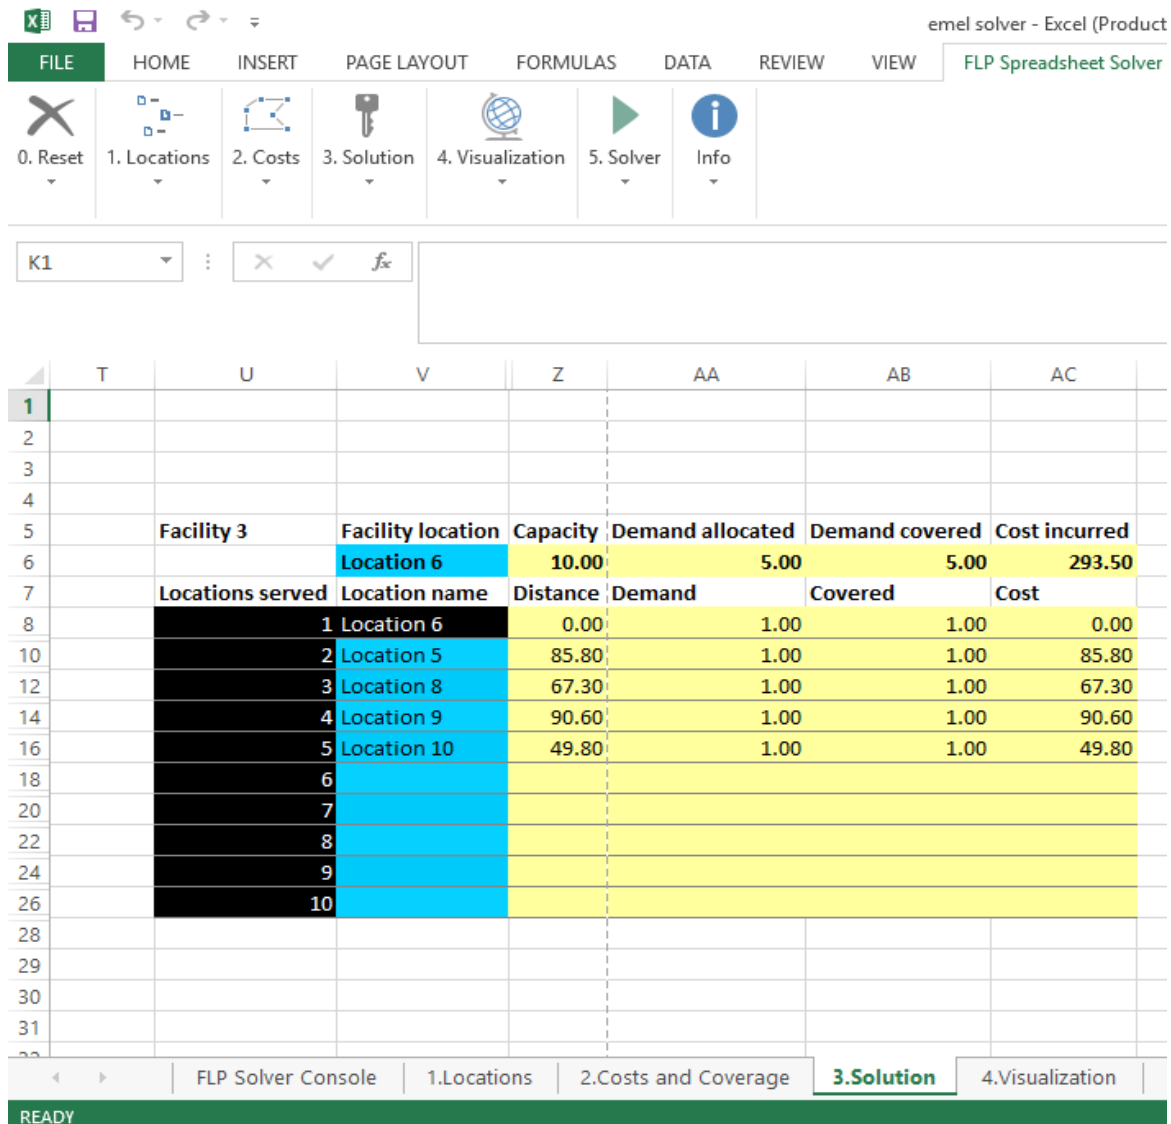 emel solver - Excel (Product
FILE HOME INSERT PAGE LAYOUT FORMULAS DATA REVIEW VIEW FLP Spreadsheet Solver
0. Reset 1. Locations 2. Costs 3. Solution 4. Visualization 5. Solver Info
K1 fx
T U V Z AA AB AC
1
2
3
4
5 Facility 3 Facility location Capacity Demand allocated Demand covered Cost incurred
6 Location 6 10.00 5.00 5.00 293.50
7 Locations served Location name Distance Demand Covered Cost
8 1 Location 6 0.00 1.00 1.00 0.00
10 2 Location 5 85.80 1.00 1.00 85.80
12 3 Location 8 67.30 1.00 1.00 67.30
14 4 Location 9 90.60 1.00 1.00 90.60
16 5 Location 10 49.80 1.00 1.00 49.80
18 6
20 7
22 8
24 9
26 10
28
29
30
31
FLP Solver Console 1.Locations 2.Costs and Coverage 3.Solution 4.Visualization
READY